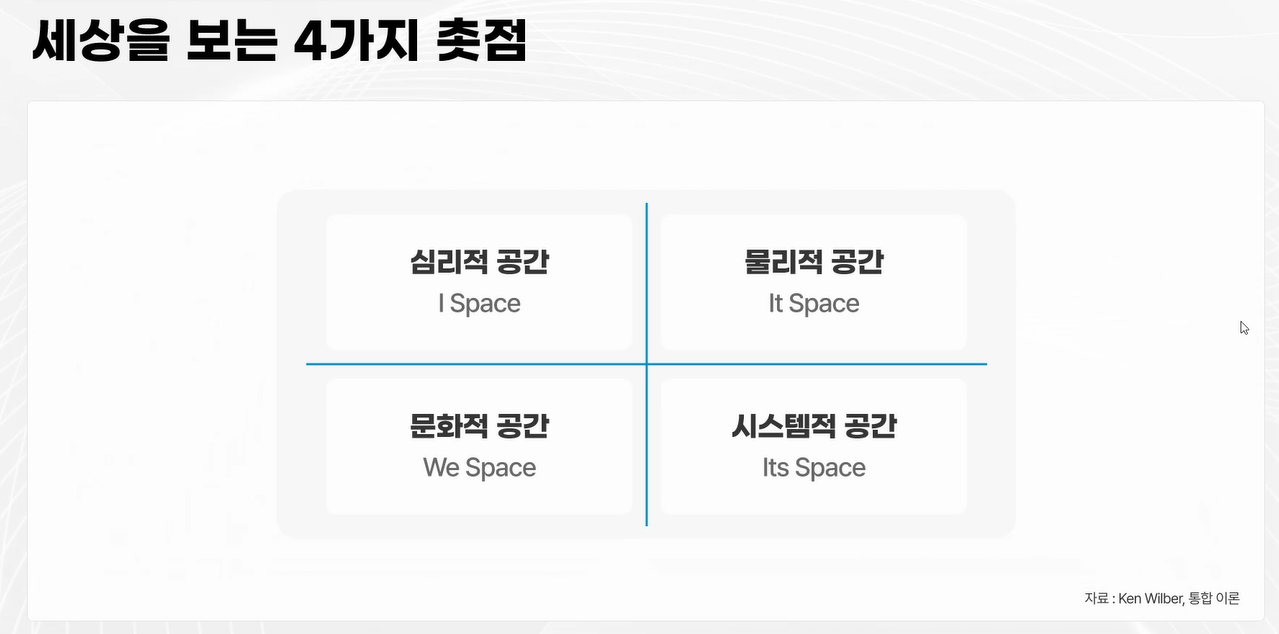 세상을 보는 4가지 촛점
심리적 공간
I Space
물리적 공간
It Space
문화적 공간
We Space
시스템적 공간
Its Space
자료 : Ken Wilber, 통합 이론